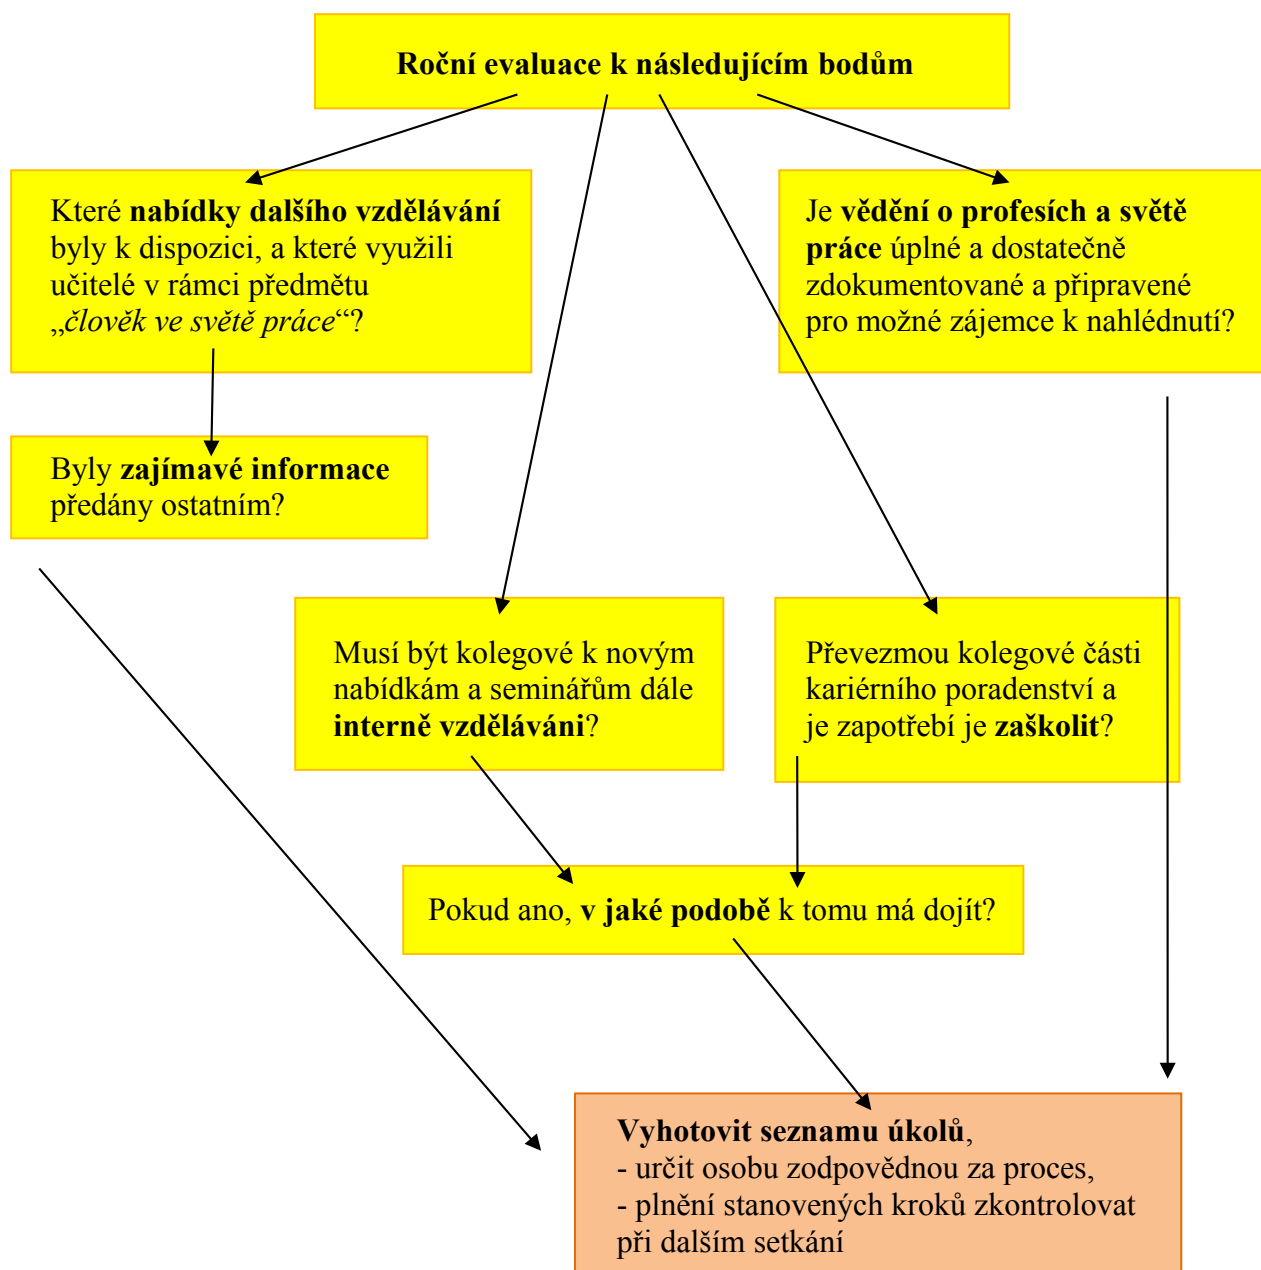 Roční evaluace k následujícím bodům
Které nabídky dalšího vzdělávání
byly k dispozici, a které využili
učitelé v rámci předmětu
„člověk ve světě práce“?
Je vědění o profesích a světě
práce úplné a dostatečně
zdokumentované a připravené
pro možné zájemce k nahlédnutí?
Byly zajímavé informace
předány ostatním?
Musí být kolegové k novým
nabídkám a seminářům dále
interně vzděláváni?
Převezmou kolegové části
kariérního poradenství a
je zapotřebí je zaškolit?
Pokud ano, v jaké podobě k tomu má dojít?
Vyhotovit seznamu úkolů,
- určit osobu zodpovědnou za proces,
- plnění stanovených kroků zkontrolovat
při dalším setkání